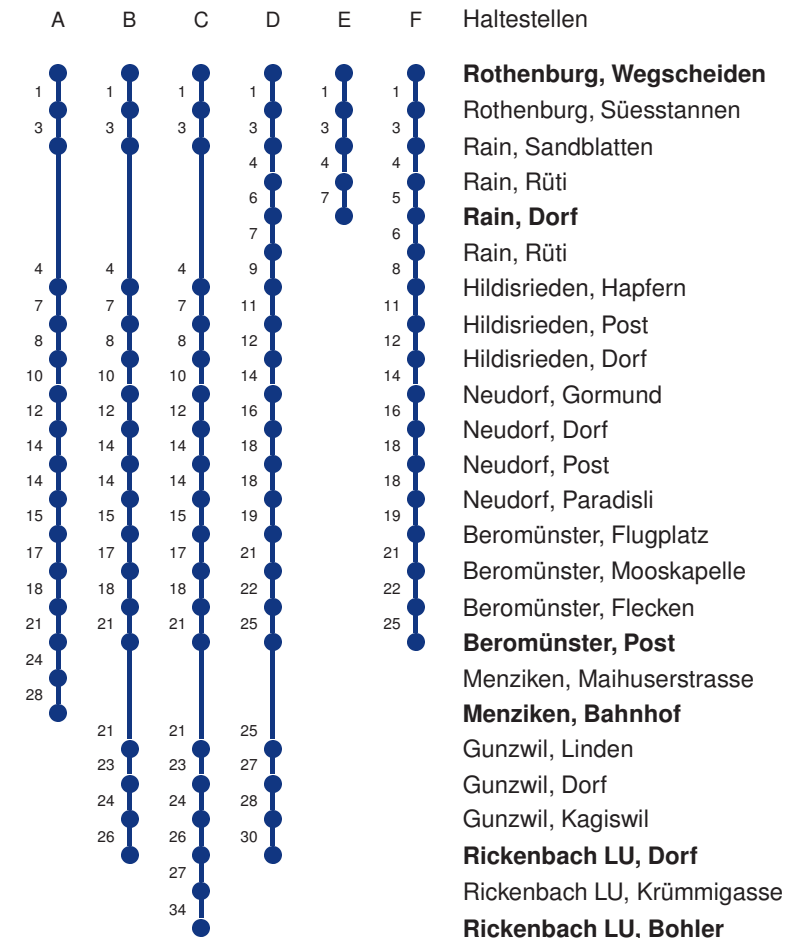 A B C D E F Haltestellen
Rothenburg, Wegscheiden
1 1 1 1 1 1
Rothenburg, Süesstannen
3 3 3 3 3 3
Rain, Sandblatten
4 4 4
Rain, Rüti
6 7 5
Rain, Dorf
7 6
Rain, Rüti
4 4 4 9 8
Hildisrieden, Hapfern
7 7 7 11 11
Hildisrieden, Post
8 8 8 12 12
Hildisrieden, Dorf
10 10 10 14 14
Neudorf, Gormund
12 12 12 16 16
Neudorf, Dorf
14 14 14 18 18
Neudorf, Post
14 14 14 18 18
Neudorf, Paradisli
15 15 15 19 19
Beromünster, Flugplatz
17 17 17 21 21
Beromünster, Mooskapelle
18 18 18 22 22
Beromünster, Flecken
21 21 21 25 25
Beromünster, Post
24
Menziken, Maihuserstrasse
28
Menziken, Bahnhof
21 21 25
Gunzwil, Linden
23 23 27
Gunzwil, Dorf
24 24 28
Gunzwil, Kagiswil
26 26 30
Rickenbach LU, Dorf
27
Rickenbach LU, Krümmigasse
34
Rickenbach LU, Bohler